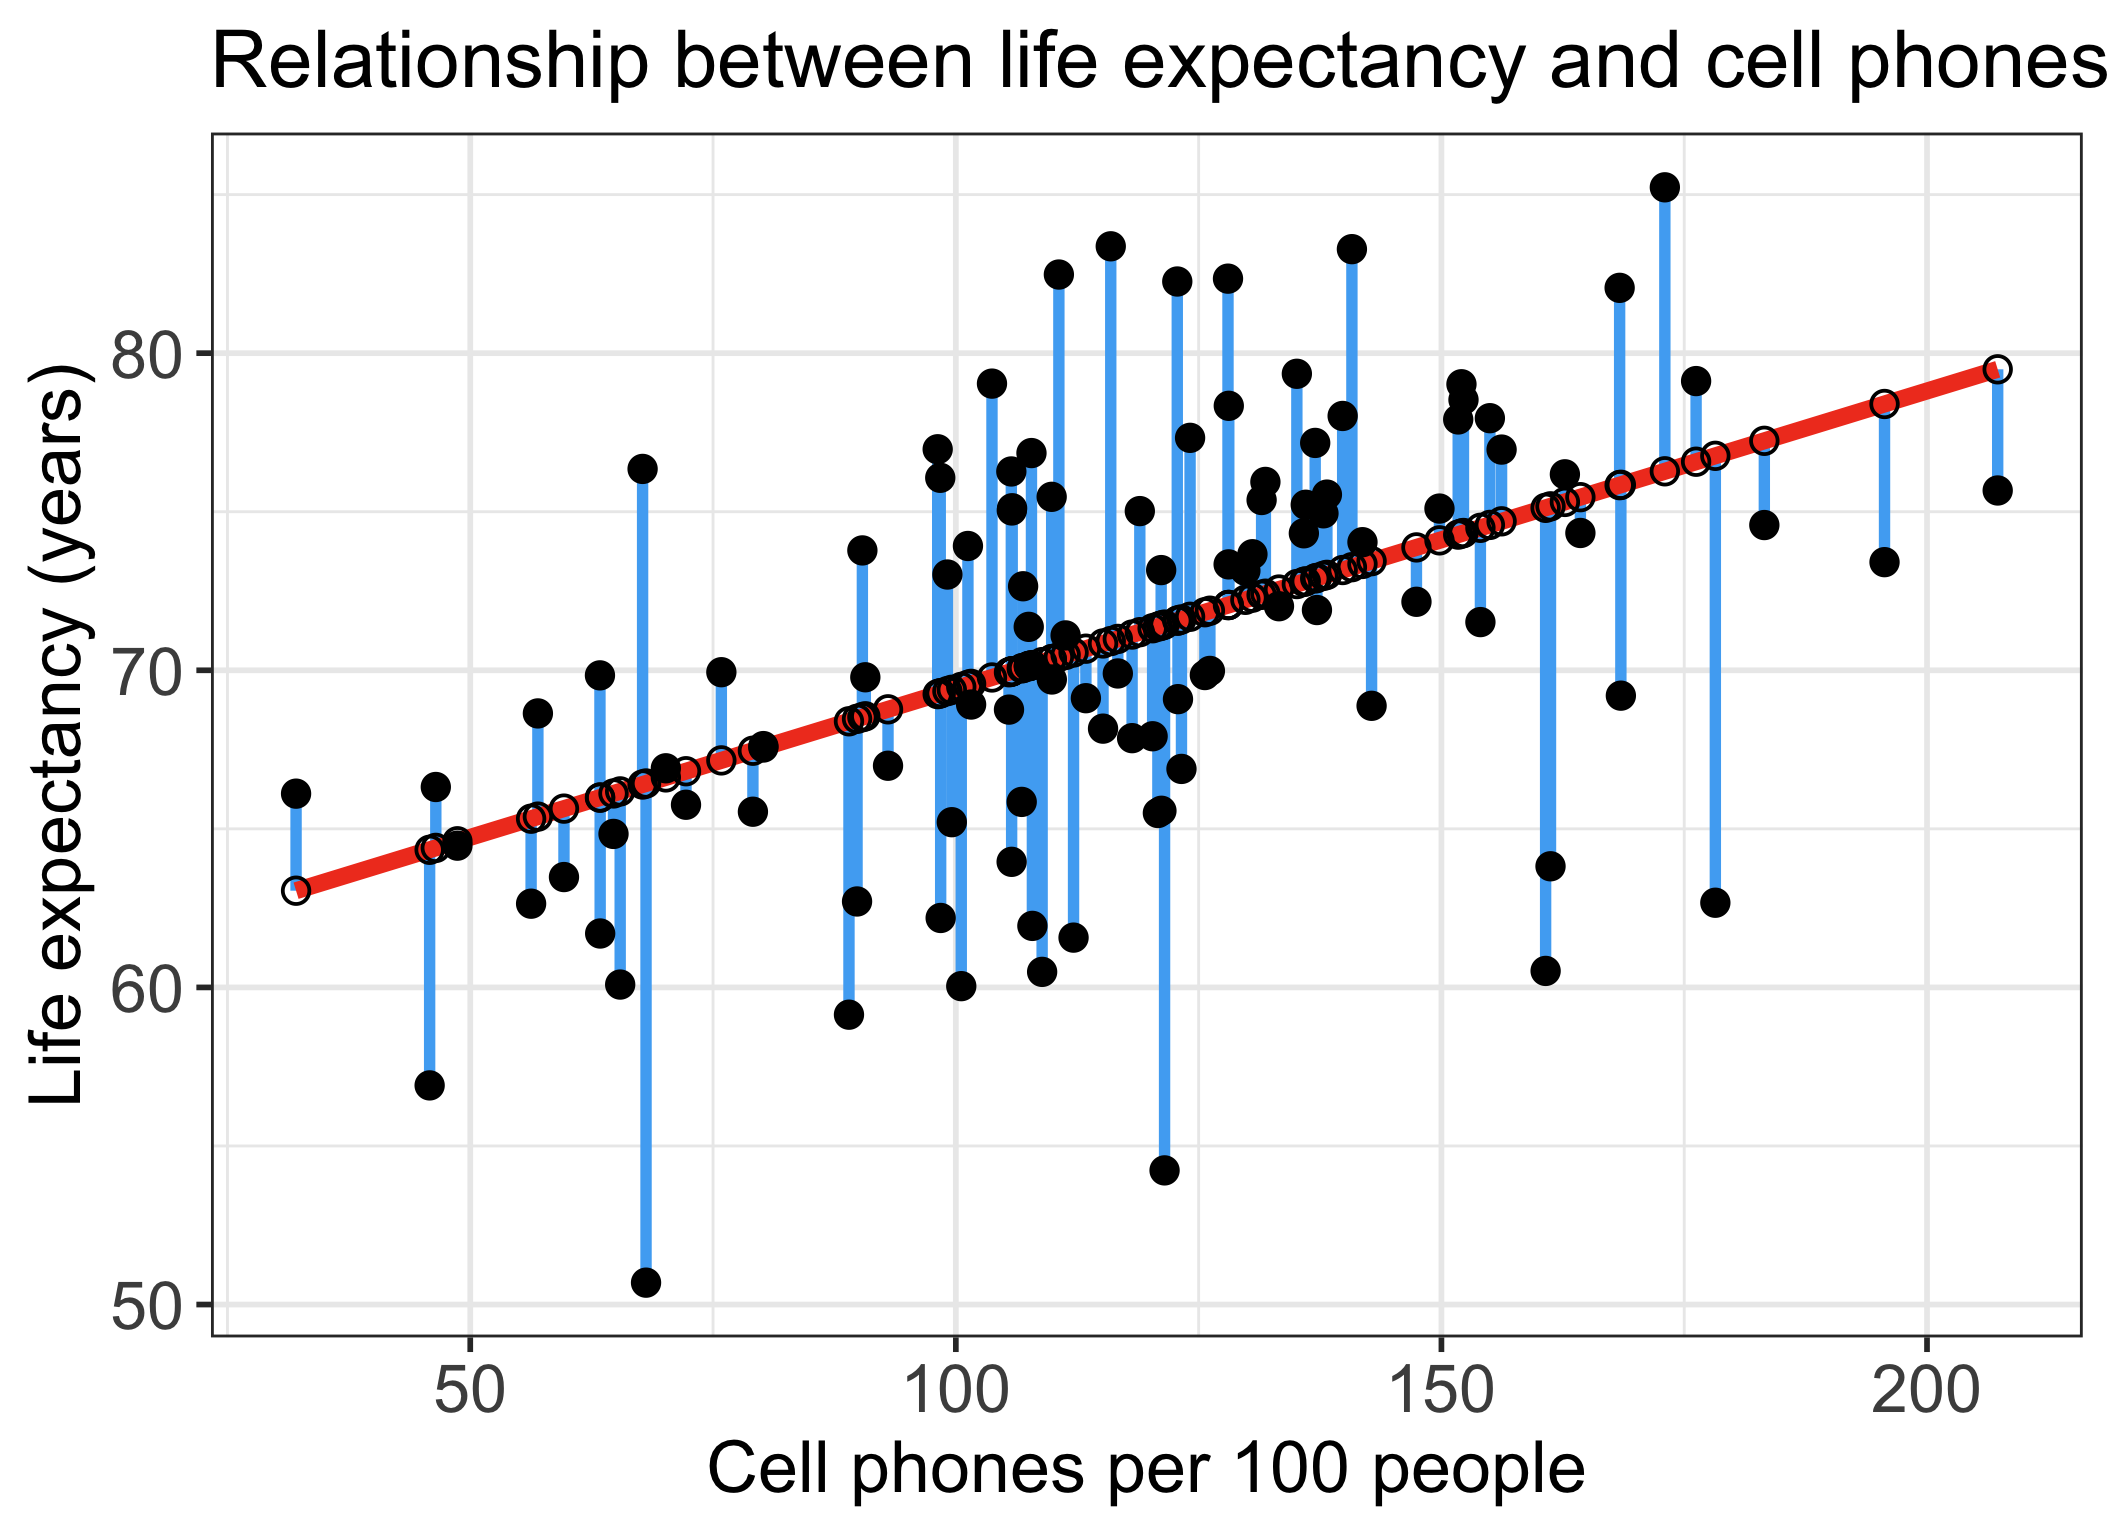 Relationship between life expectancy and cell phones
Life expectancy (years)
80
70
60
50
50 100 150 200
Cell phones per 100 people